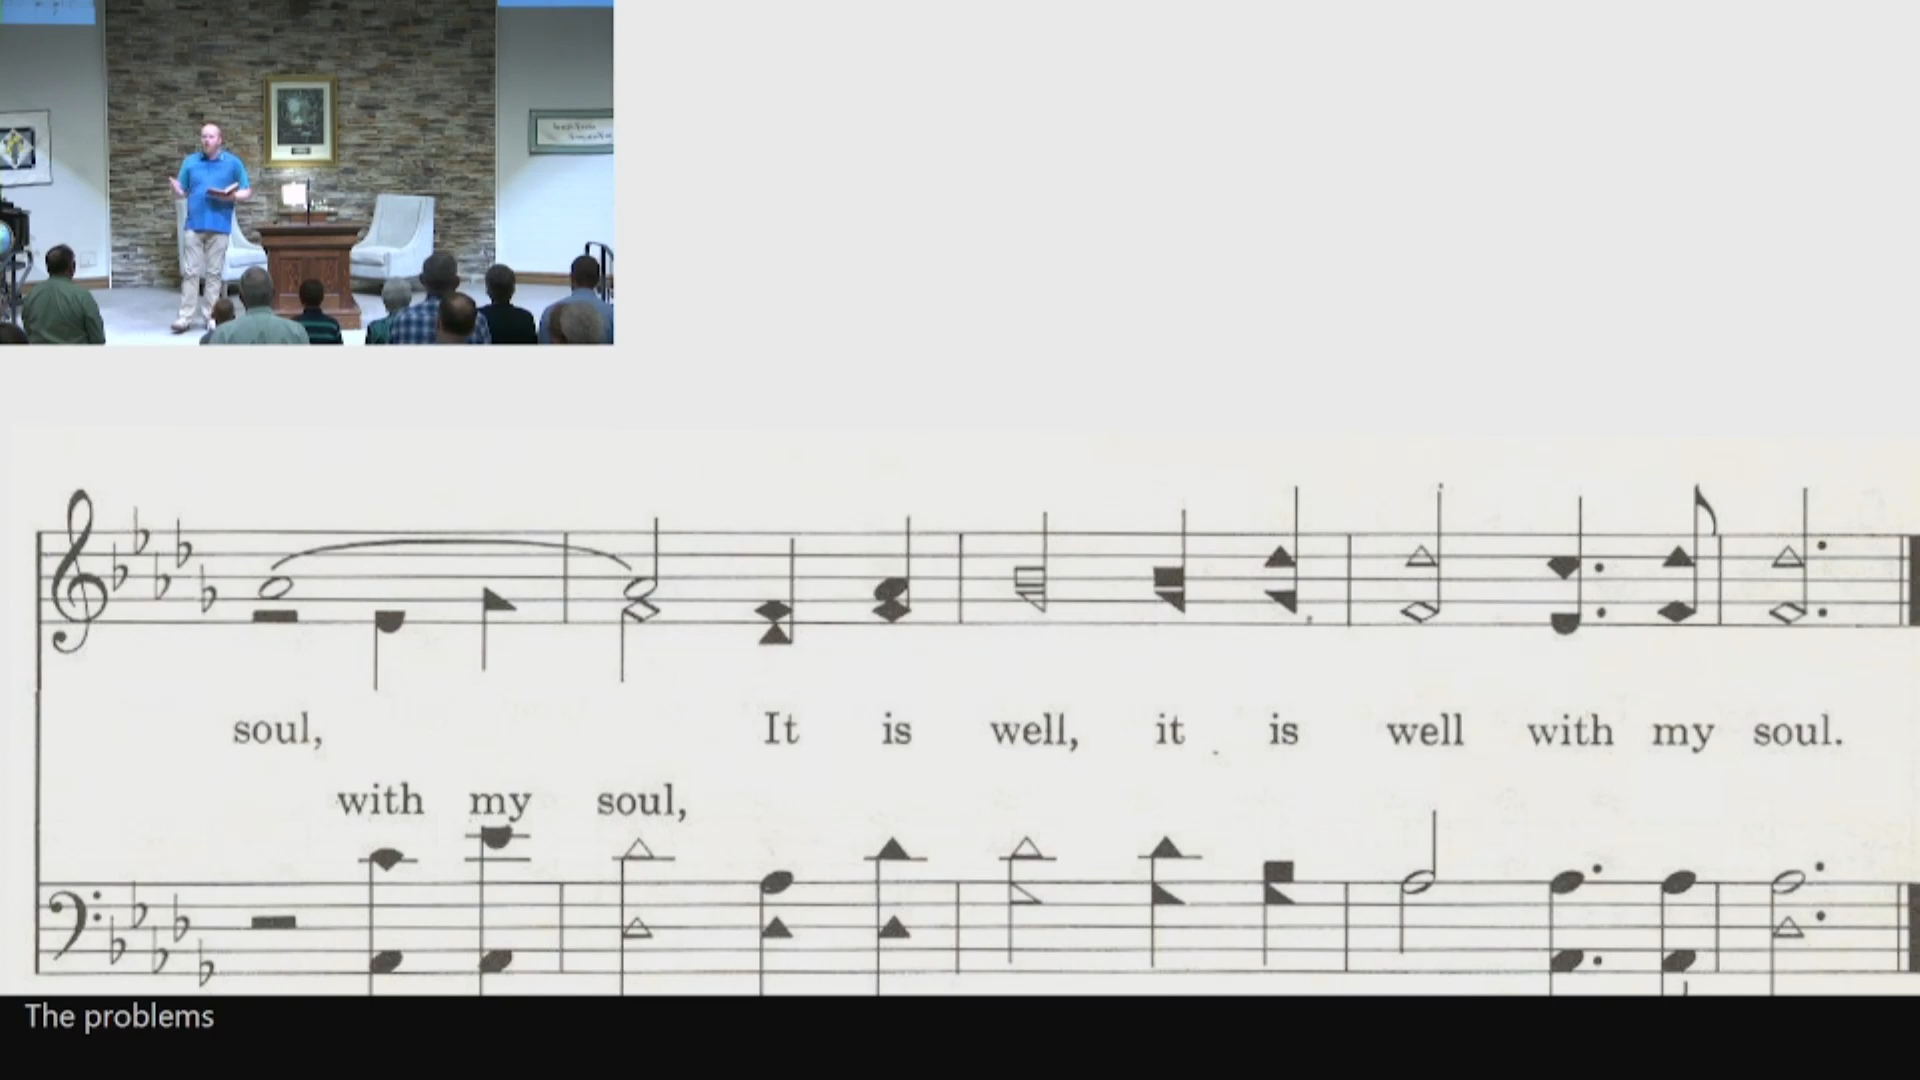 soul, It is well, it is well with my soul.
with my soul,
The problems